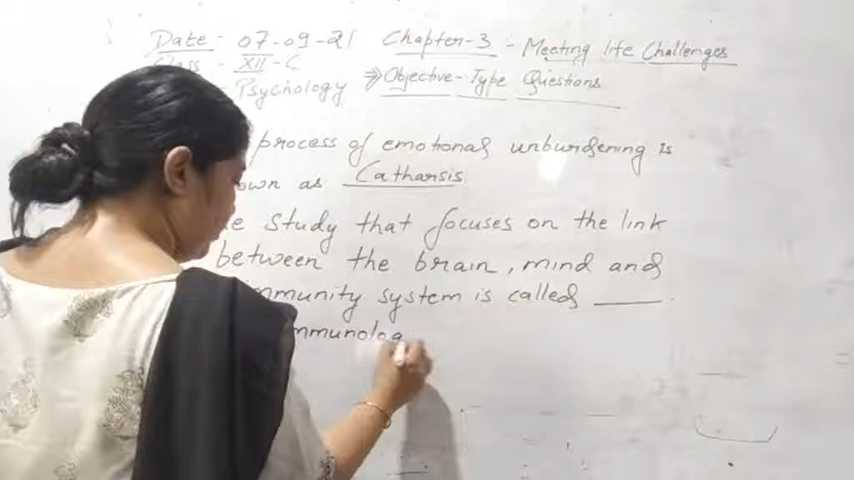 Date - 07-09-21 Chapter-3 - Meeting life Challenges
Class - XII - C
Psychology ⇒ Objective-Type Questions
process of emotional unburdening is
own as Catharsis.
e study that focuses on the link
between the brain, mind and
mmunity system is called ______.
mmunolog